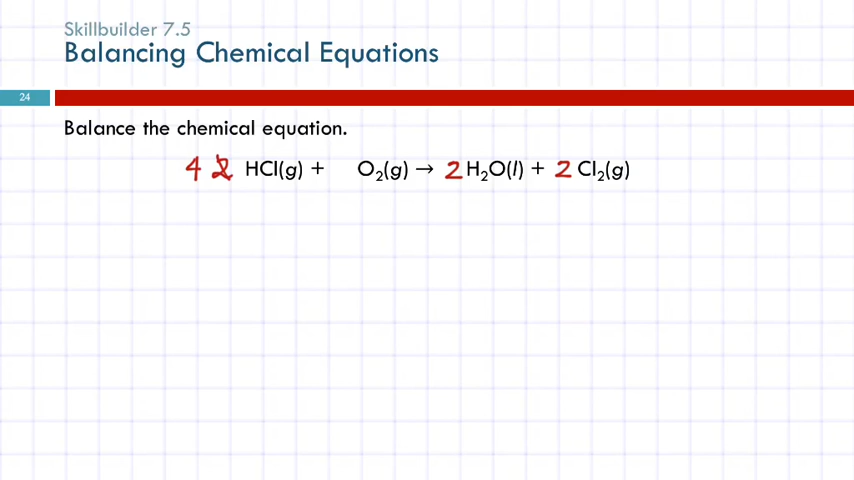 Skillbuilder 7.5
Balancing Chemical Equations
24
Balance the chemical equation.
4 2 HCl(g) + O₂(g) → 2 H₂O(l) + 2 Cl₂(g)